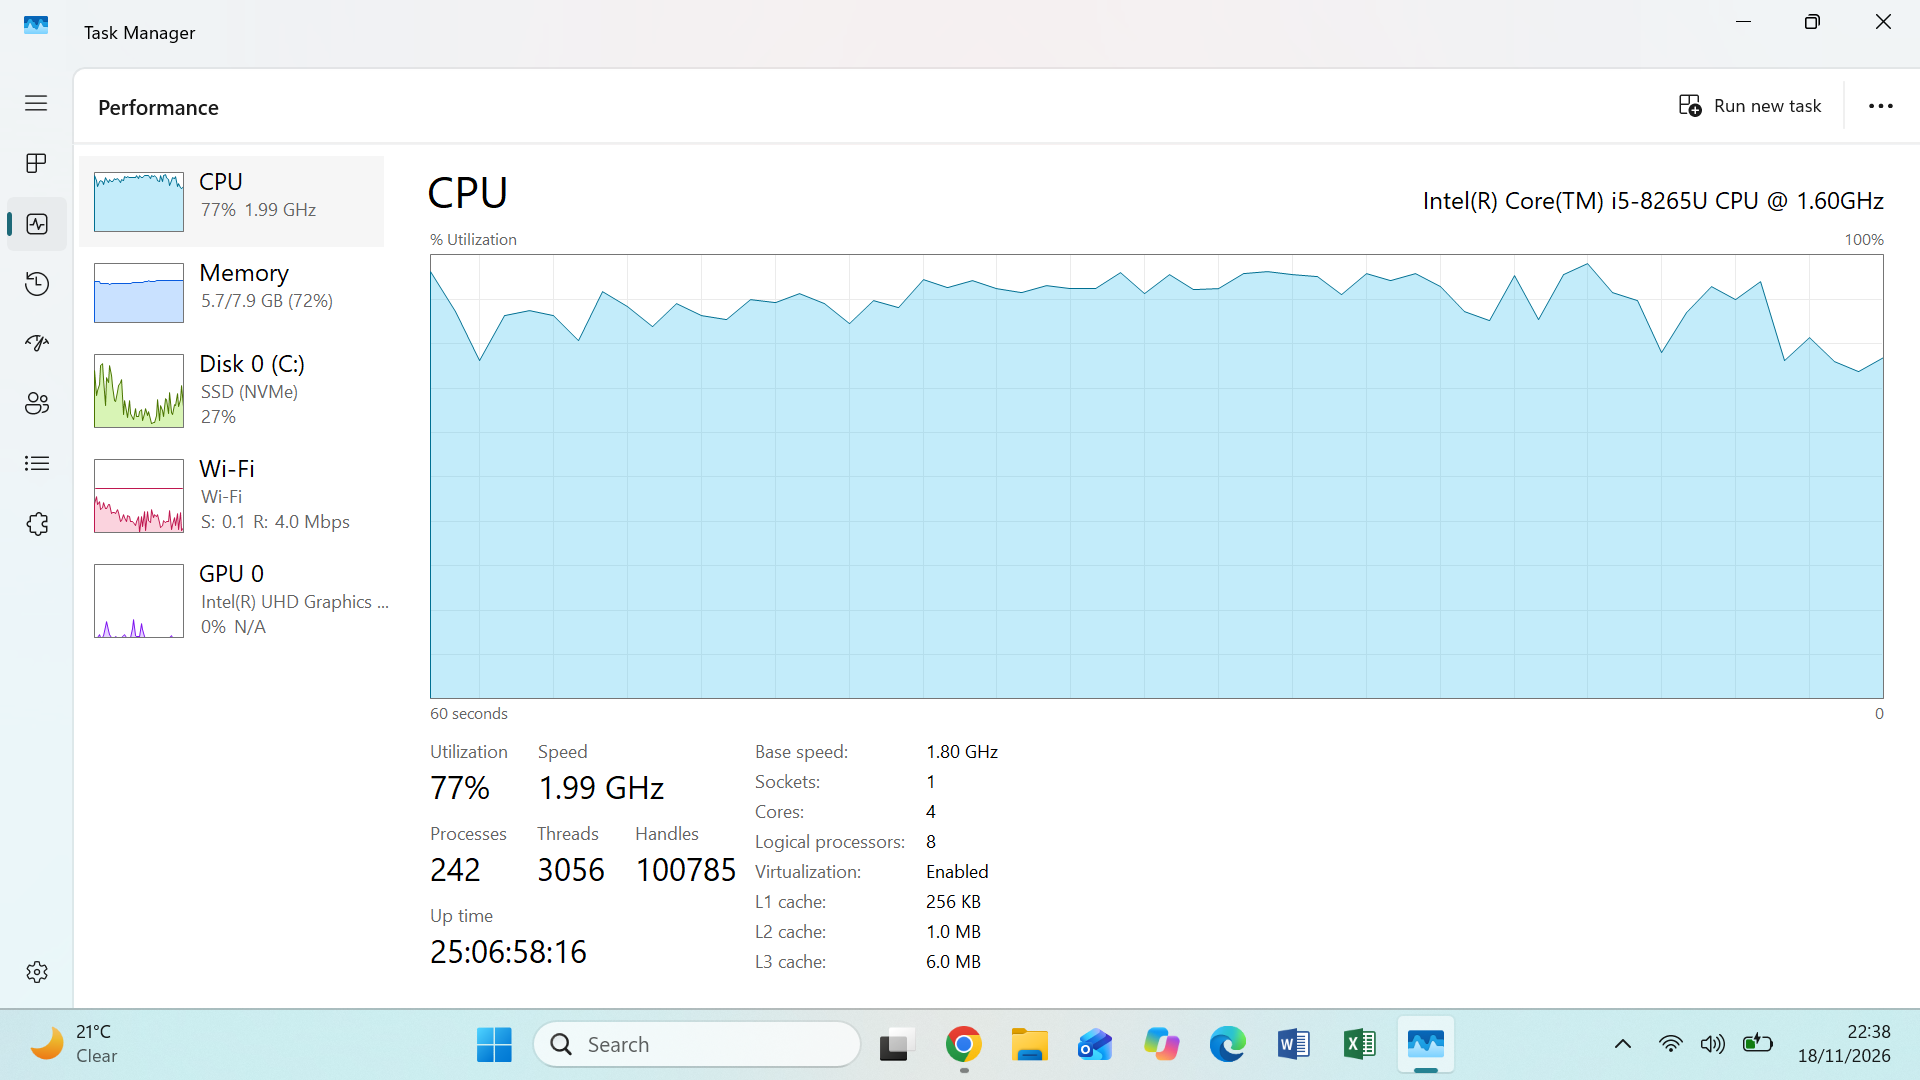 Task Manager
Performance
Run new task
CPU
77% 1.99 GHz
Memory
5.7/7.9 GB (72%)
Disk 0 (C:)
SSD (NVMe)
27%
Wi-Fi
Wi-Fi
S: 0.1 R: 4.0 Mbps
GPU 0
Intel(R) UHD Graphics ...
0% N/A
CPU
Intel(R) Core(TM) i5-8265U CPU @ 1.60GHz
% Utilization
100%
60 seconds
0
Utilization
77%
Speed
1.99 GHz
Processes
242
Threads
3056
Handles
100785
Up time
25:06:58:16
Base speed: 1.80 GHz
Sockets: 1
Cores: 4
Logical processors: 8
Virtualization: Enabled
L1 cache: 256 KB
L2 cache: 1.0 MB
L3 cache: 6.0 MB
21°C
Clear
Search
22:38
18/11/2026